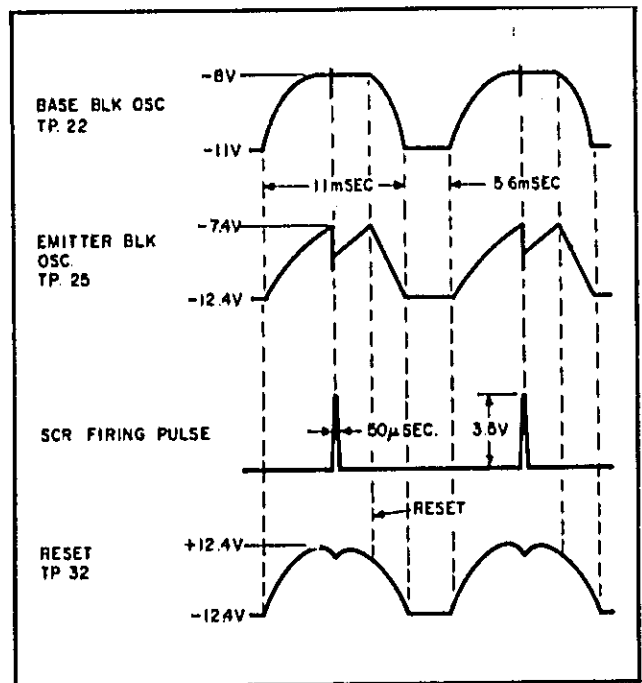 -8V
BASE BLK OSC
TP. 22
-11V
11mSEC
5.6mSEC
-7.4V
EMITTER BLK
OSC.
TP. 25
-12.4V
SCR FIRING PULSE
50μSEC.
3.8V
RESET
RESET
TP 32
+12.4V
-12.4V